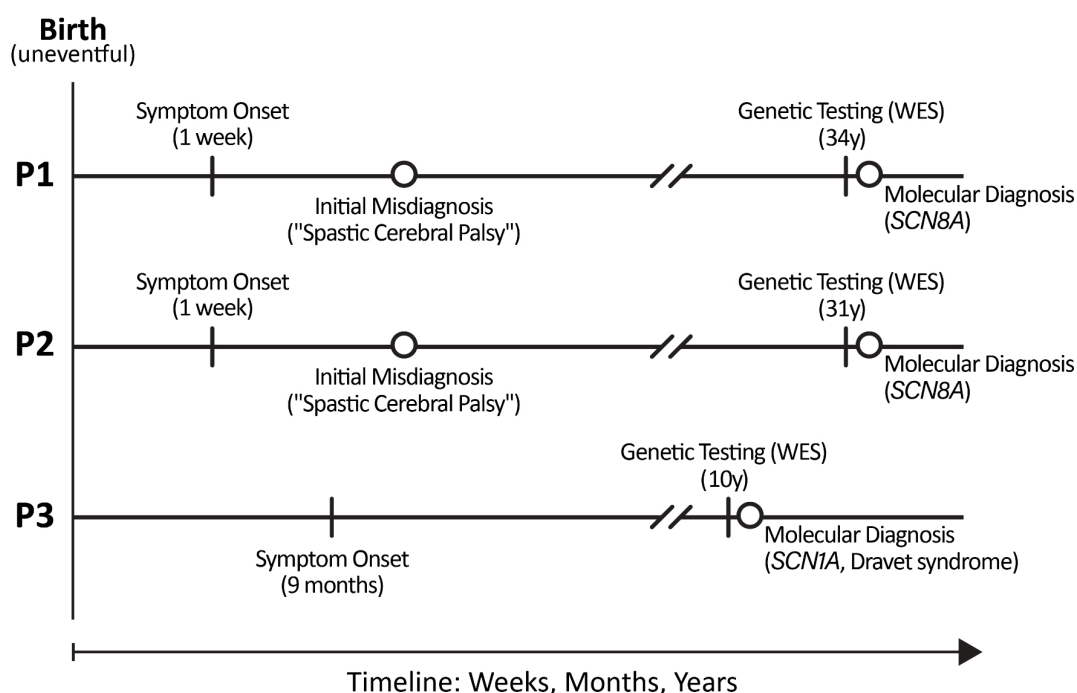 Birth
(uneventful)
Symptom Onset
(1 week)
Genetic Testing (WES)
(34y)
P1
Initial Misdiagnosis
("Spastic Cerebral Palsy")
Molecular Diagnosis
(SCN8A)
Symptom Onset
(1 week)
Genetic Testing (WES)
(31y)
P2
Initial Misdiagnosis
("Spastic Cerebral Palsy")
Molecular Diagnosis
(SCN8A)
Genetic Testing (WES)
(10y)
P3
Symptom Onset
(9 months)
Molecular Diagnosis
(SCN1A, Dravet syndrome)
Timeline: Weeks, Months, Years